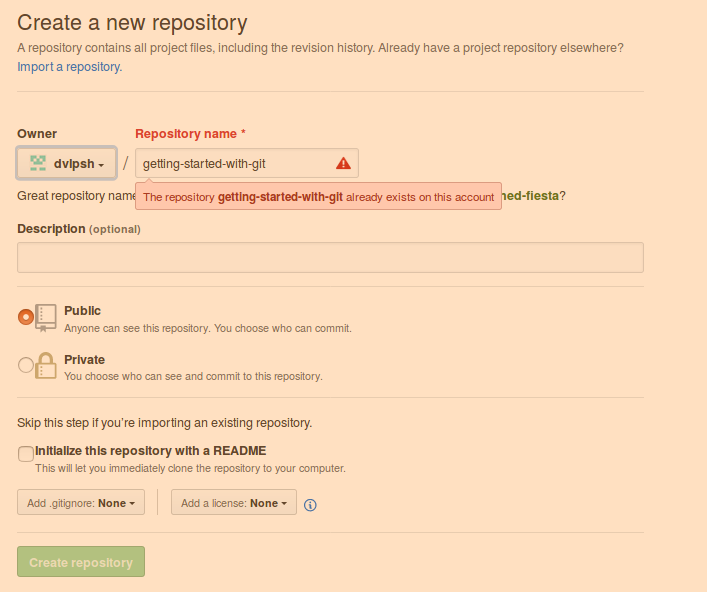 Create a new repository
A repository contains all project files, including the revision history. Already have a project repository elsewhere?
Import a repository.
Owner
Repository name *
dvlpsh / getting-started-with-git
The repository getting-started-with-git already exists on this account
Great repository ?
Description (optional)
Public
Anyone can see this repository. You choose who can commit.
Private
You choose who can see and commit to this repository.
Skip this step if you're importing an existing repository.
Initialize this repository with a README
This will let you immediately clone the repository to your computer.
Add .gitignore: None
Add a license: None
Create repository